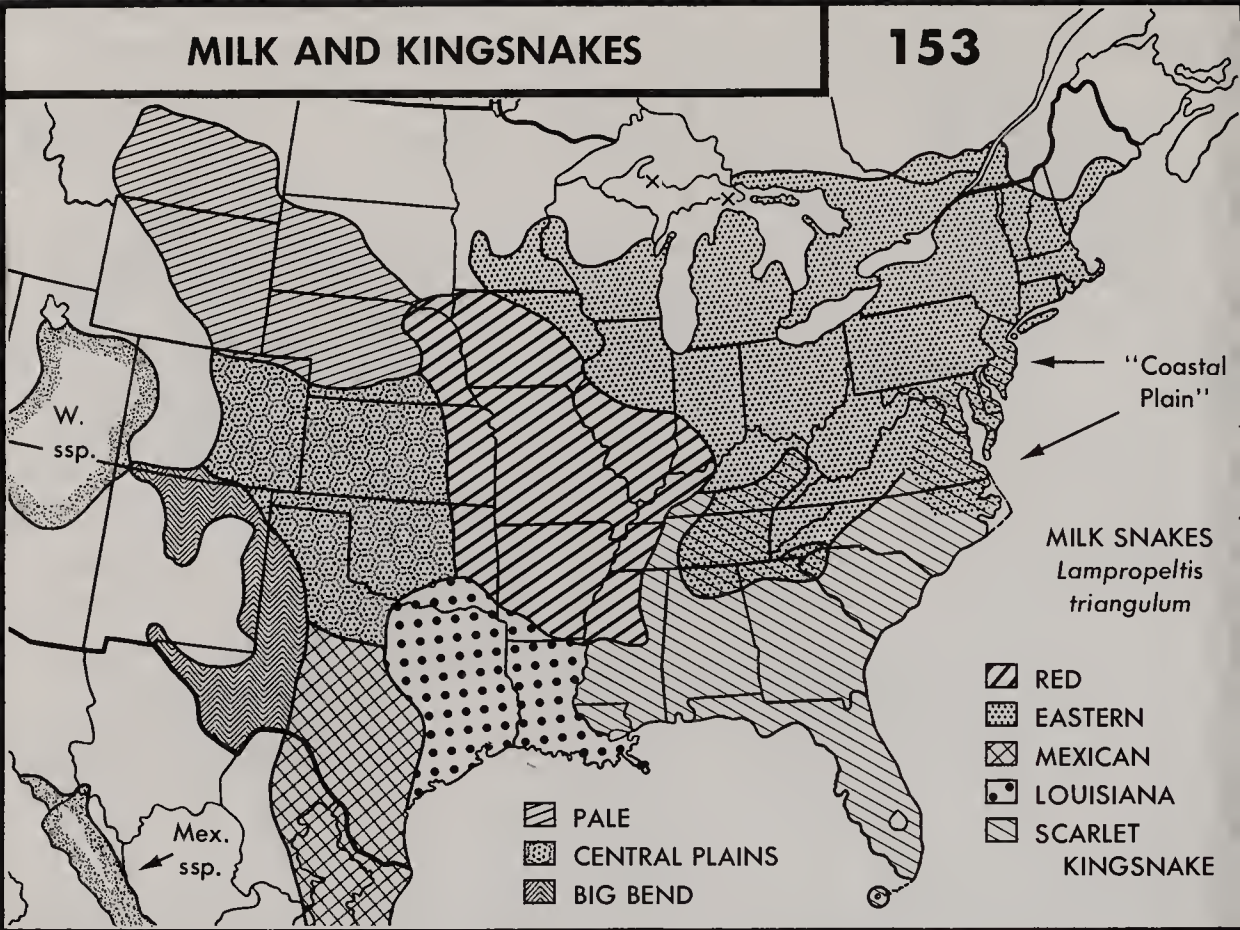 MILK AND KINGSNAKES
153
"Coastal
Plain"
W.
ssp.
MILK SNAKES
Lampropeltis
triangulum
RED
EASTERN
MEXICAN
LOUISIANA
SCARLET
KINGSNAKE
PALE
CENTRAL PLAINS
BIG BEND
Mex.
ssp.